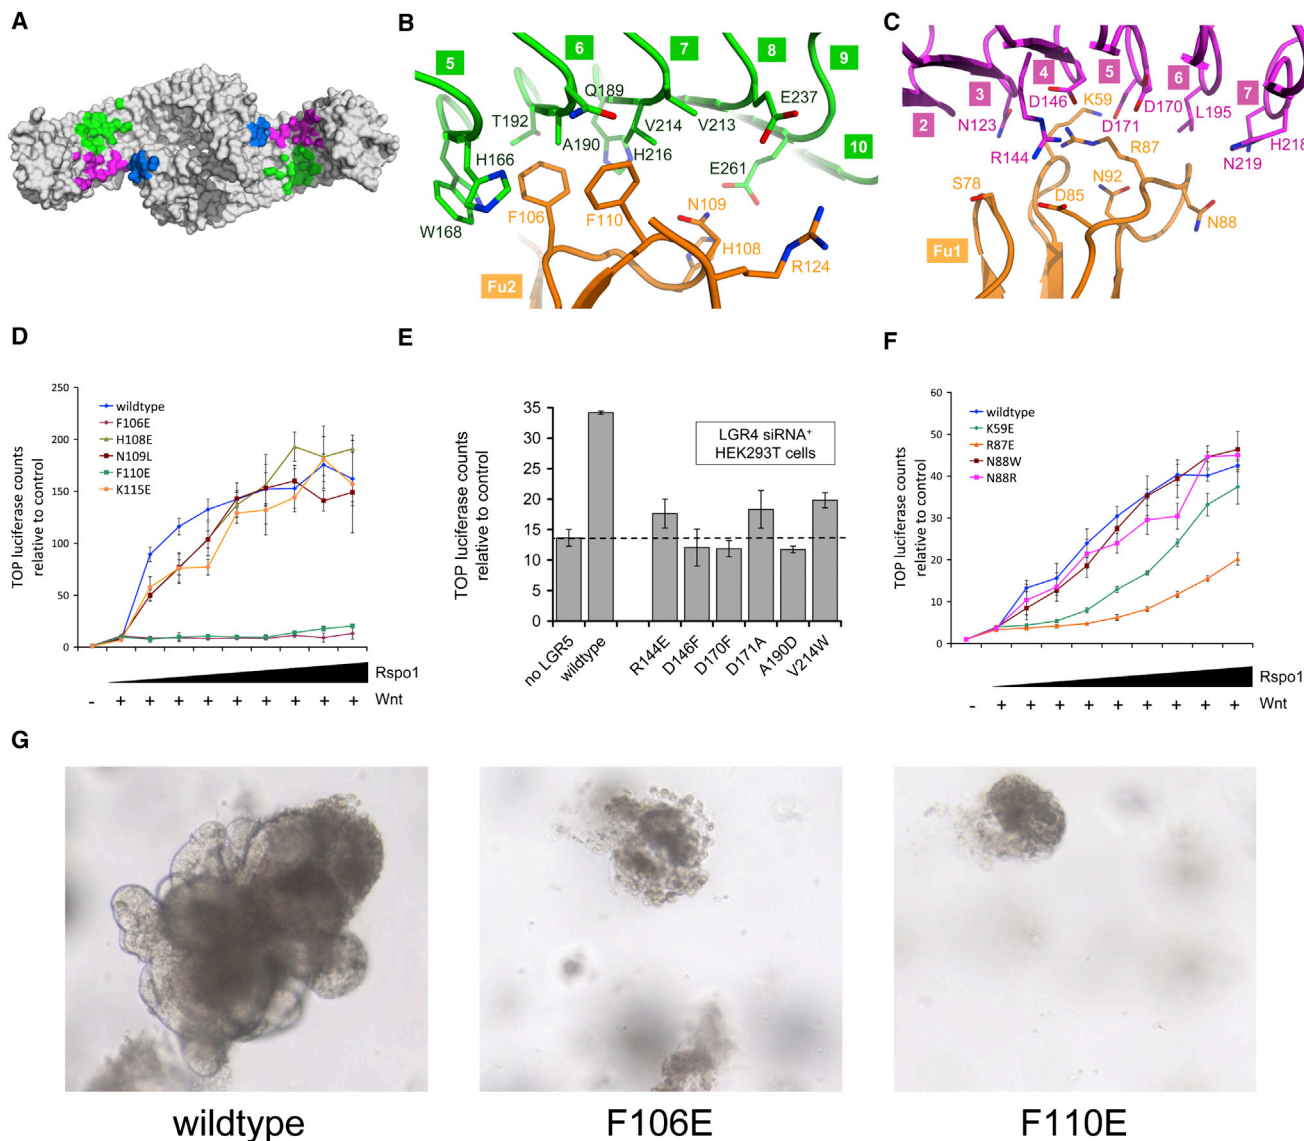 A
B
5
6
7
8
9
10
Q189
E237
T192
V214
V213
A190
H216
H166
E261
W168
F106
F110
N109
H108
R124
Fu2
C
2
3
4
5
6
7
D146
K59
D170
L195
N123
D171
H218
R144
R87
N219
S78
D85
N92
N88
Fu1
D
TOP luciferase counts
relative to control
250
200
150
100
50
0
wildtype
F106E
H108E
N109L
F110E
K115E
Rspo1
- + + + + + + + + + Wnt
E
TOP luciferase counts
relative to control
35
30
25
20
15
10
5
0
LGR4 siRNA⁺
HEK293T cells
no LGR5
wildtype
R144E
D146F
D170F
D171A
A190D
V214W
F
TOP luciferase counts
relative to control
60
50
40
30
20
10
0
wildtype
K59E
R87E
N88W
N88R
Rspo1
- + + + + + + + + + Wnt
G
wildtype
F106E
F110E